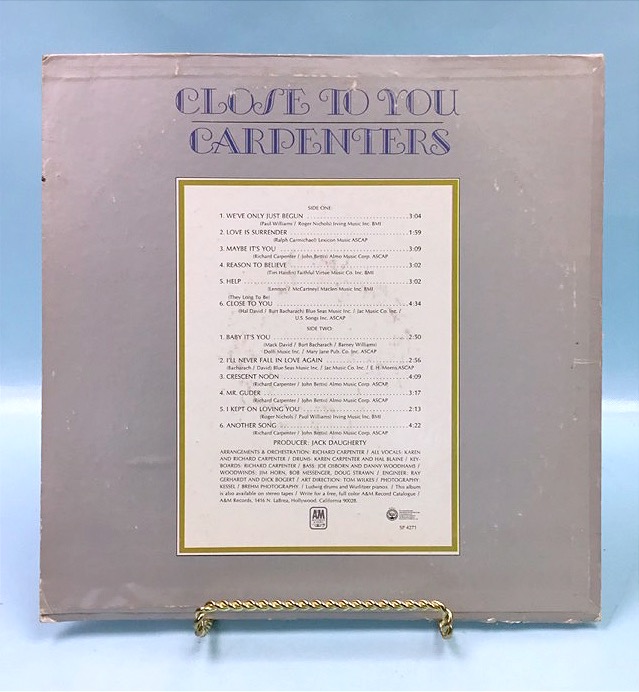 CLOSE TO YOU
CARPENTERS
SIDE ONE:
1. WE'VE ONLY JUST BEGUN ........ 3:04
(Paul Williams / Roger Nichols) Irving Music Inc. BMI
2. LOVE IS SURRENDER ........ 1:59
(Ralph Carmichael) Lexicon Music ASCAP
3. MAYBE IT'S YOU ........ 3:09
(Richard Carpenter / John Bettis) Almo Music Corp. ASCAP
4. REASON TO BELIEVE ........ 3:02
(Tim Hardin) Faithful Virtue Music Co. Inc. BMI
5. HELP ........ 3:02
(Lennon / McCartney) Maclen Music Inc. BMI
(They Long To Be)
6. CLOSE TO YOU ........ 4:34
(Hal David / Burt Bacharach) Blue Seas Music Inc. / Jac Music Co. Inc. /
U.S. Songs Inc. ASCAP
SIDE TWO:
1. BABY IT'S YOU ........ 2:50
(Mack David / Burt Bacharach / Barney Williams)
Dolfi Music Inc. / Mary Jane Pub. Co. Inc. ASCAP
2. I'LL NEVER FALL IN LOVE AGAIN ........ 2:56
(Bacharach / David) Blue Seas Music Inc. / Jac Music Co. Inc. / E. H. Morris ASCAP
3. CRESCENT NOON ........ 4:09
(Richard Carpenter / John Bettis) Almo Music Corp. ASCAP
4. MR. GUDER ........ 3:17
(Richard Carpenter / John Bettis) Almo Music Corp. ASCAP
5. I KEPT ON LOVING YOU ........ 2:13
(Roger Nichols / Paul Williams) Irving Music Inc. BMI
6. ANOTHER SONG ........ 4:22
(Richard Carpenter / John Bettis) Almo Music Corp. ASCAP
PRODUCER: JACK DAUGHERTY
ARRANGEMENTS & ORCHESTRATION: RICHARD CARPENTER / ALL VOCALS: KAREN
AND RICHARD CARPENTER / DRUMS: KAREN CARPENTER AND HAL BLAINE / KEY-
BOARDS: RICHARD CARPENTER / BASS: JOE OSBORN AND DANNY WOODHAMS /
WOODWINDS: JIM HORN, BOB MESSENGER, DOUG STRAWN / ENGINEER: RAY
GERHARDT AND DICK BOGERT / ART DIRECTION: TOM WILKES / PHOTOGRAPHY:
KESSEL / BREHM PHOTOGRAPHY / Ludwig drums and Wurlitzer pianos. / This album
is also available on stereo tapes / Write for a free, full color A&M Record Catalogue /
A&M Records, 1416 N. LaBrea, Hollywood, California 90028.
A&M
RECORDS
SP 4271